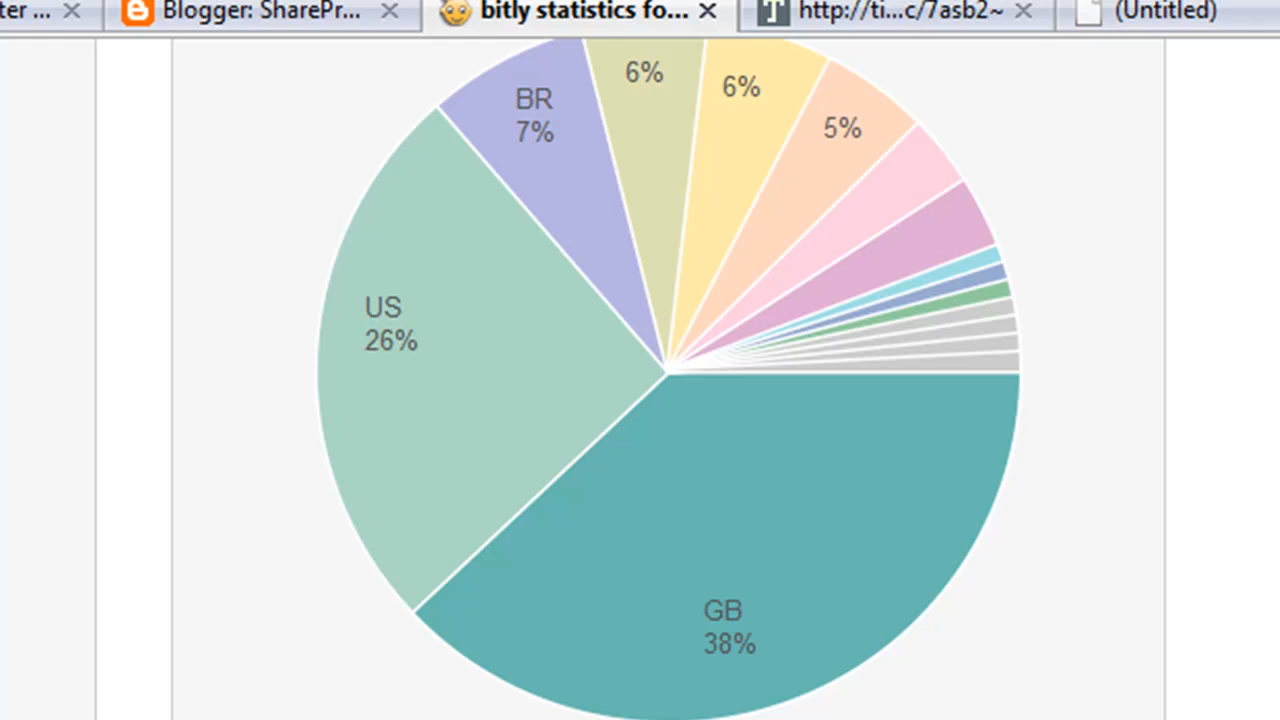 ter ... Blogger: SharePr... bitly statistics fo... http://ti...c/7asb2~ (Untitled)
6%
6%
BR
7%
5%
US
26%
GB
38%